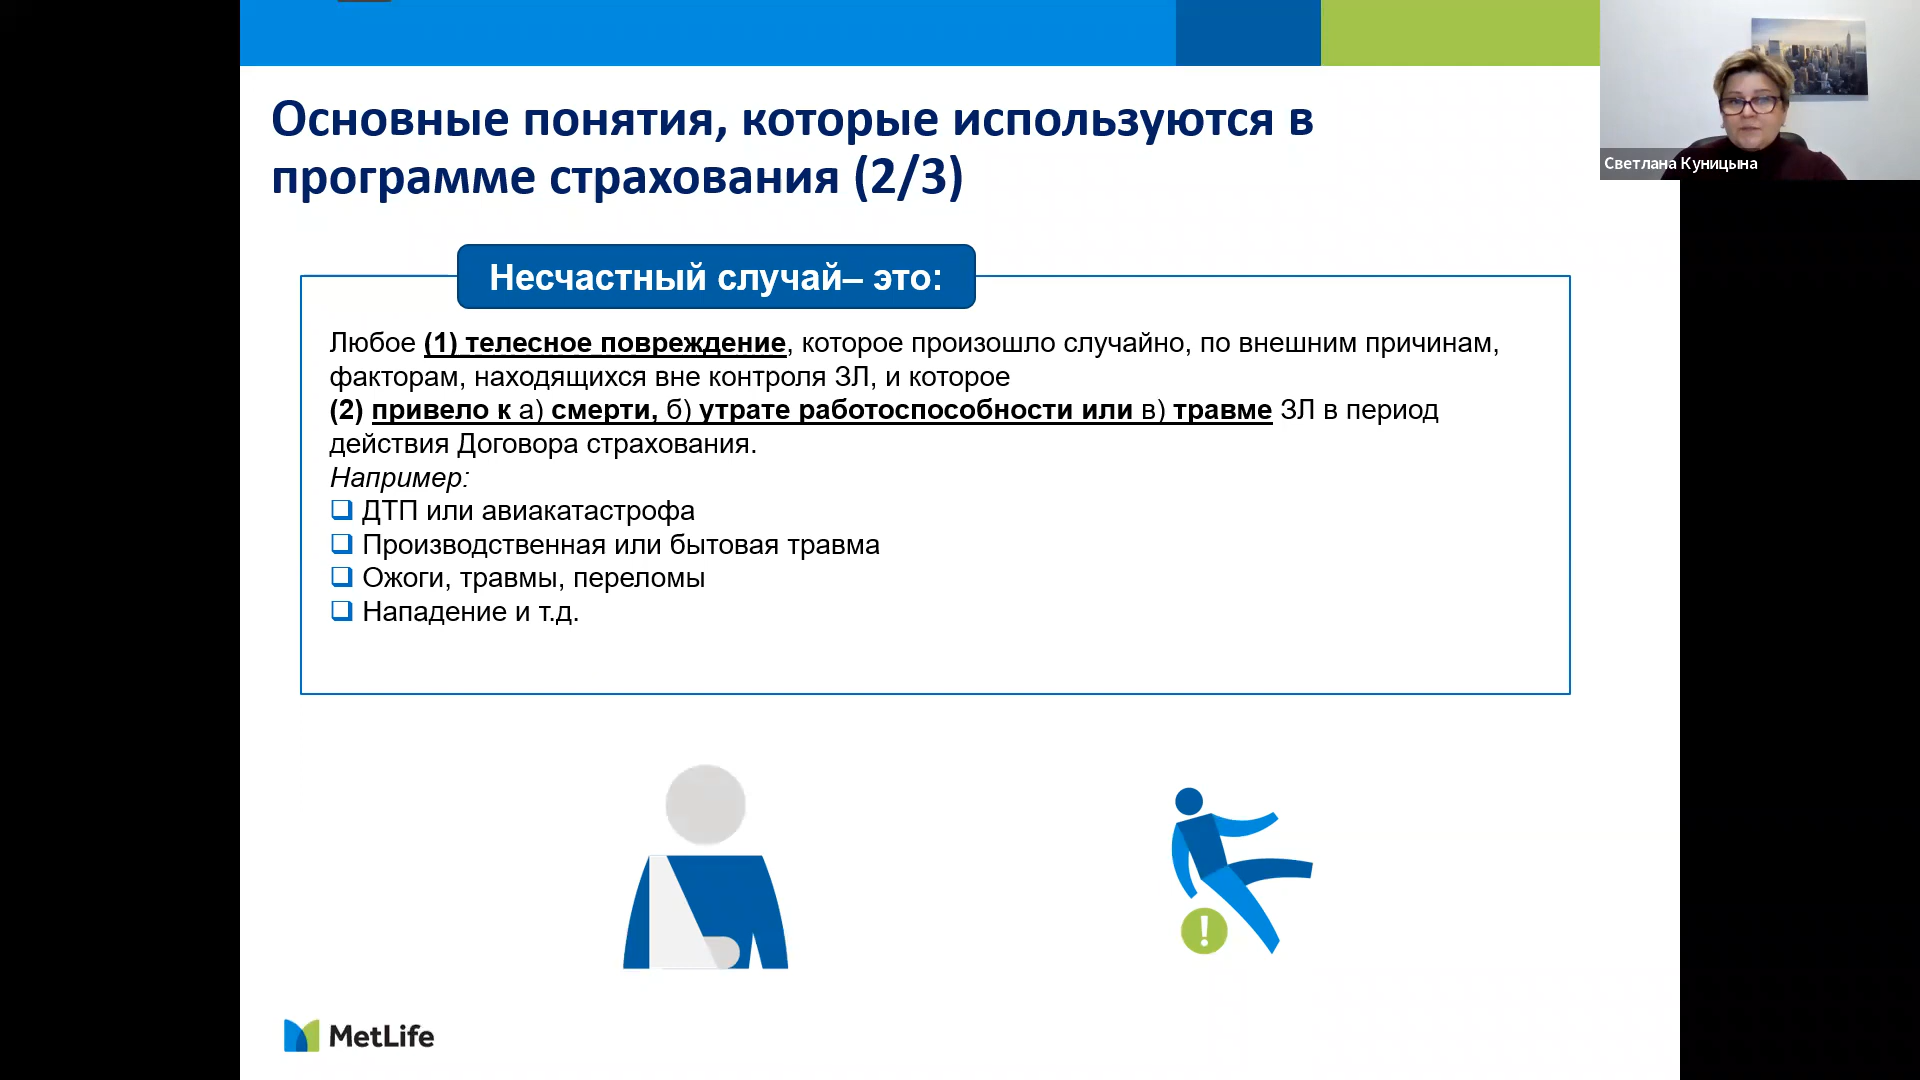 Основные понятия, которые используются в
программе страхования (2/3)
Светлана Куницына
Несчастный случай– это:
Любое (1) телесное повреждение, которое произошло случайно, по внешним причинам,
факторам, находящихся вне контроля ЗЛ, и которое
(2) привело к а) смерти, б) утрате работоспособности или в) травме ЗЛ в период
действия Договора страхования.
Например:
❑ ДТП или авиакатастрофа
❑ Производственная или бытовая травма
❑ Ожоги, травмы, переломы
❑ Нападение и т.д.
!
MetLife